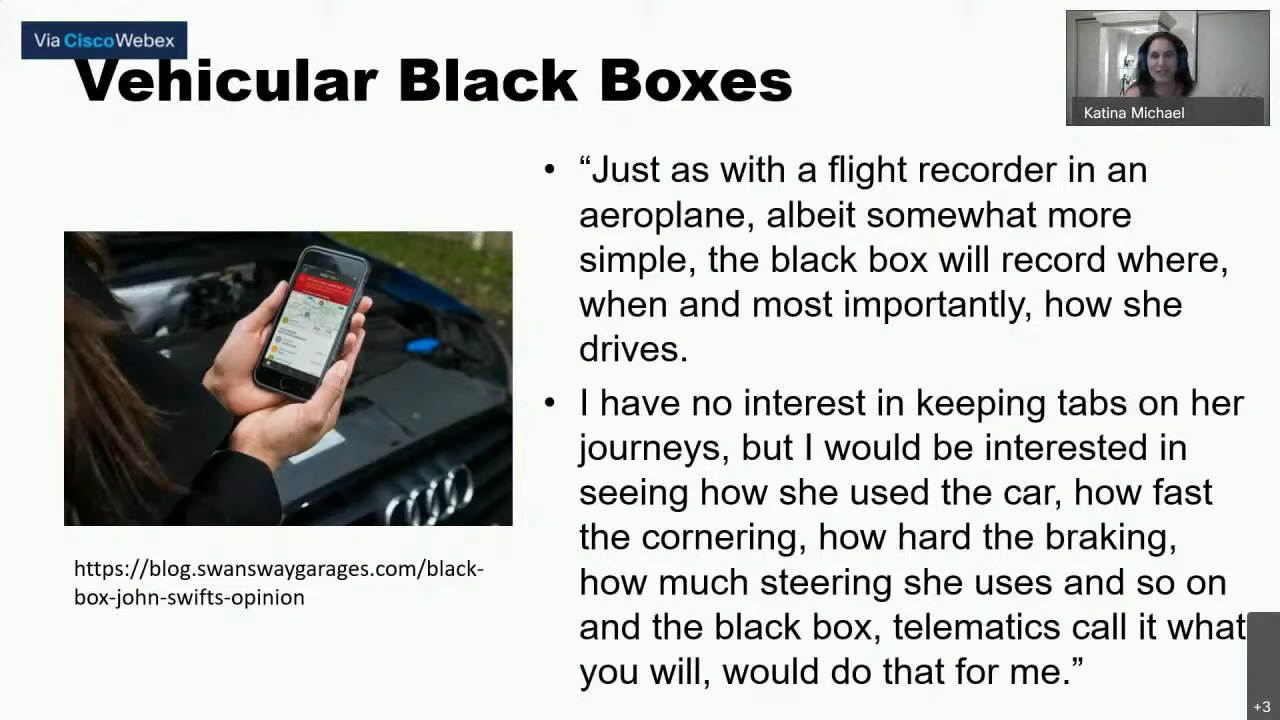 Via CiscoWebex
Vehicular Black Boxes
Katina Michael
• “Just as with a flight recorder in an
aeroplane, albeit somewhat more
simple, the black box will record where,
when and most importantly, how she
drives.
• I have no interest in keeping tabs on her
journeys, but I would be interested in
seeing how she used the car, how fast
the cornering, how hard the braking,
how much steering she uses and so on
and the black box, telematics call it what
you will, would do that for me.”
https://blog.swanswaygarages.com/black-
box-john-swifts-opinion
+3